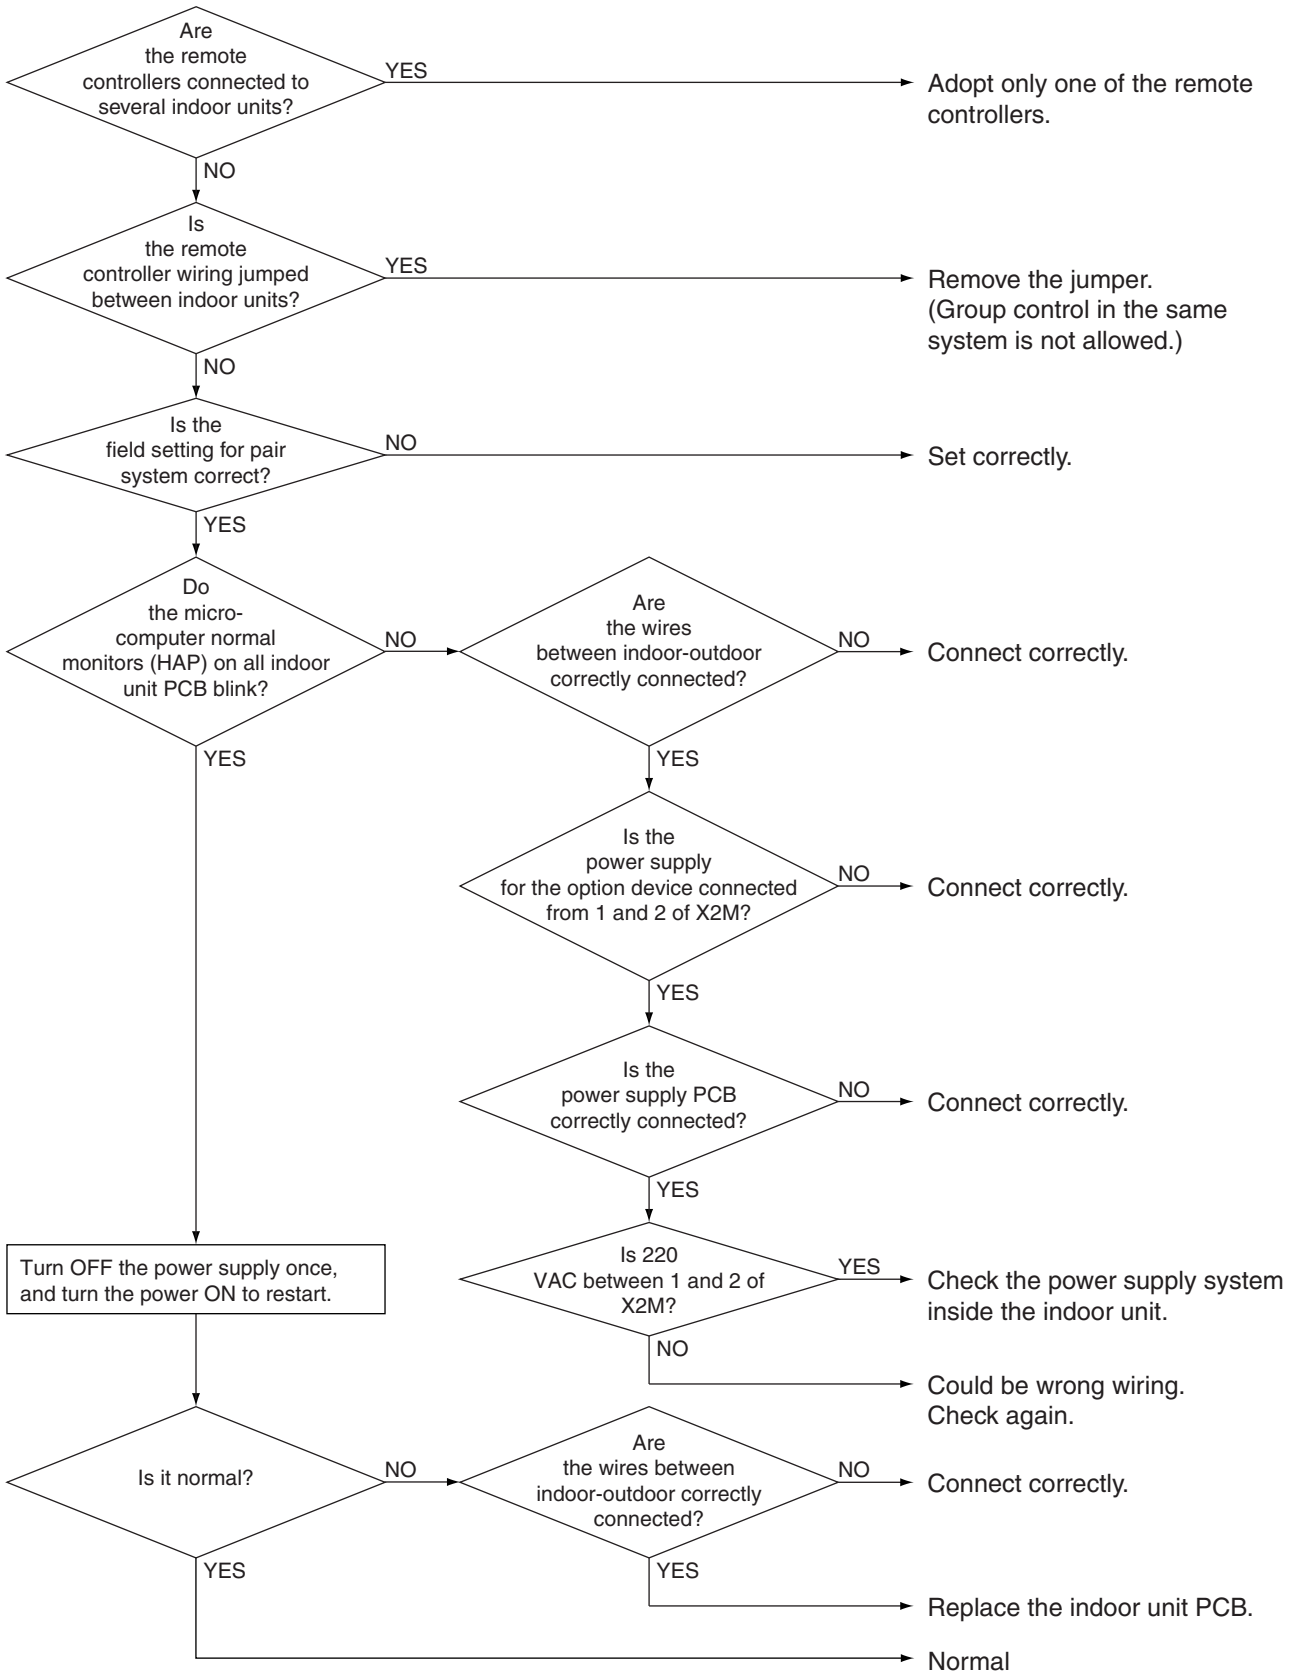 Are
the remote
controllers connected to
several indoor units?
YES
Adopt only one of the remote
controllers.
NO
Is
the remote
controller wiring jumped
between indoor units?
YES
Remove the jumper.
(Group control in the same
system is not allowed.)
NO
Is the
field setting for pair
system correct?
NO
Set correctly.
YES
Do
the micro-
computer normal
monitors (HAP) on all indoor
unit PCB blink?
NO
Are
the wires
between indoor-outdoor
correctly connected?
NO
Connect correctly.
YES
YES
Is the
power supply
for the option device connected
from 1 and 2 of X2M?
NO
Connect correctly.
YES
Is the
power supply PCB
correctly connected?
NO
Connect correctly.
YES
Turn OFF the power supply once,
and turn the power ON to restart.
Is 220
VAC between 1 and 2 of
X2M?
YES
Check the power supply system
inside the indoor unit.
NO
Could be wrong wiring.
Check again.
Is it normal?
NO
Are
the wires between
indoor-outdoor correctly
connected?
NO
Connect correctly.
YES
YES
Replace the indoor unit PCB.
Normal